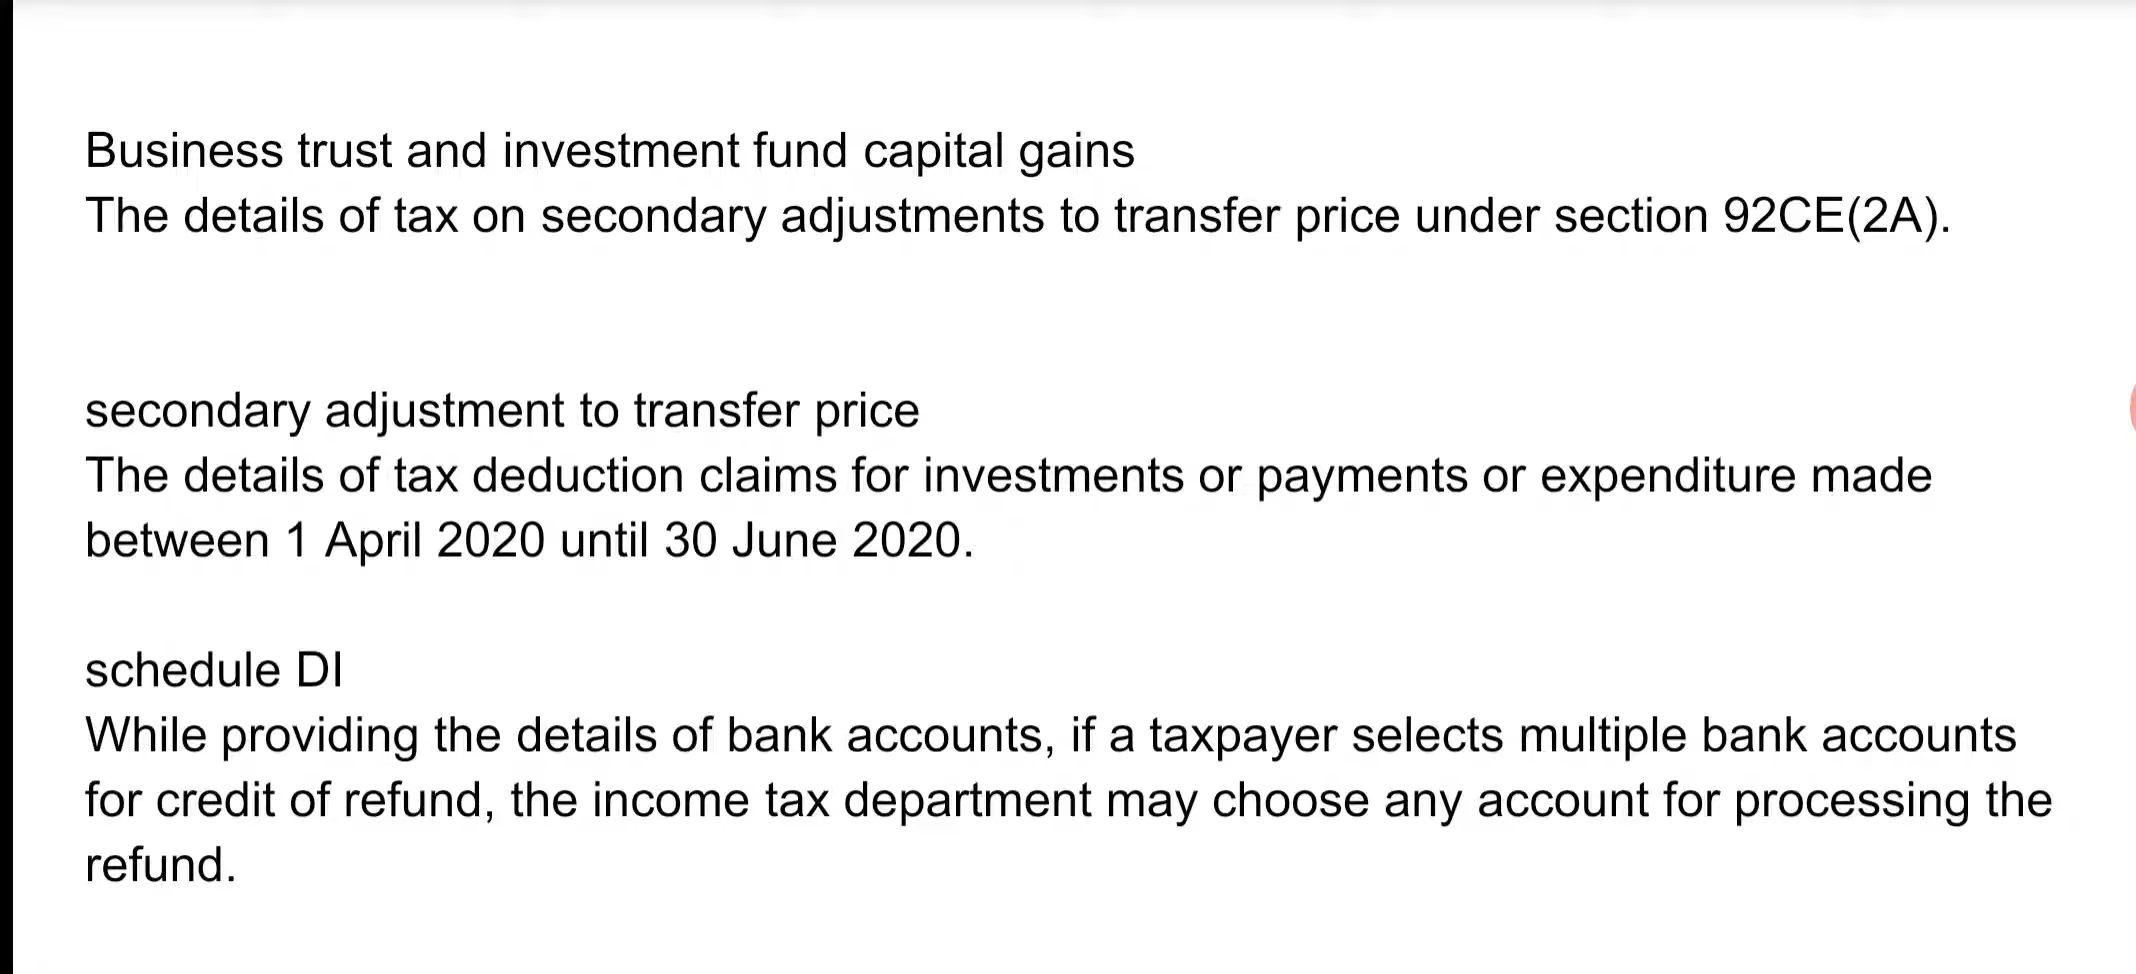 Business trust and investment fund capital gains
The details of tax on secondary adjustments to transfer price under section 92CE(2A).
secondary adjustment to transfer price
The details of tax deduction claims for investments or payments or expenditure made
between 1 April 2020 until 30 June 2020.
schedule DI
While providing the details of bank accounts, if a taxpayer selects multiple bank accounts
for credit of refund, the income tax department may choose any account for processing the
refund.